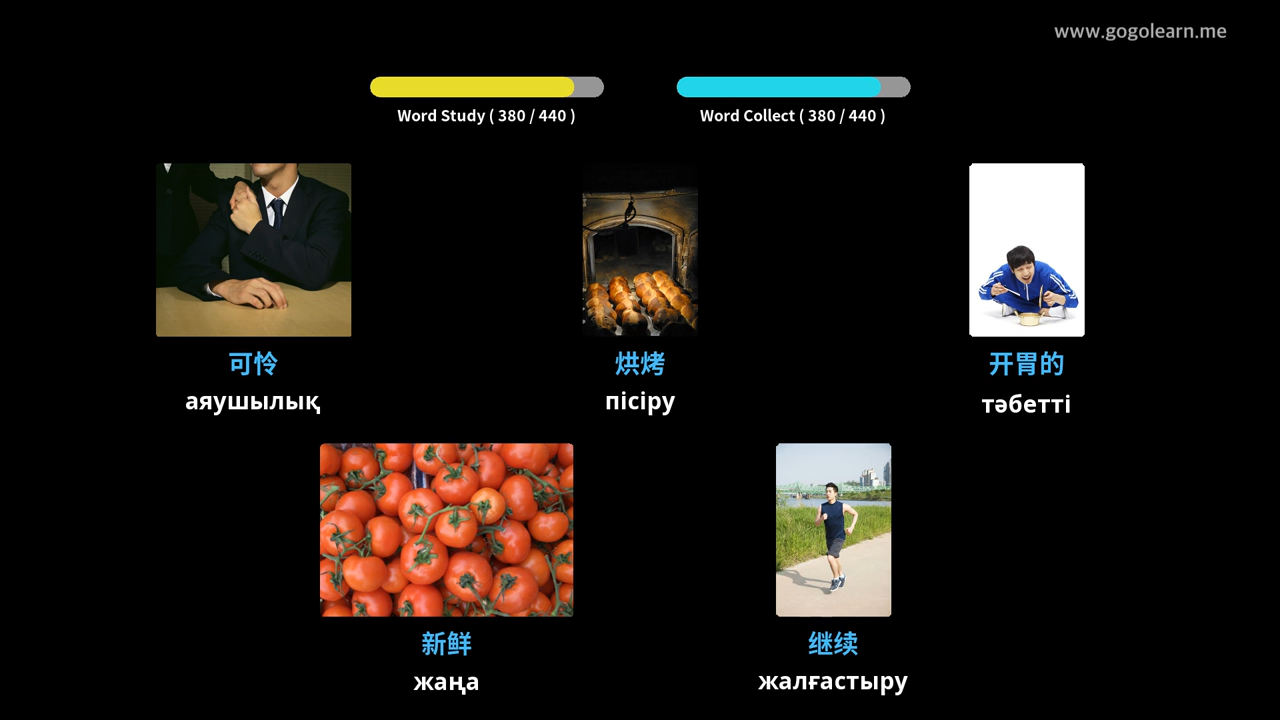 www.gogolearn.me
Word Study ( 380 / 440 )
Word Collect ( 380 / 440 )
可怜
аяушылық
烘烤
пісіру
开胃的
тәбетті
新鲜
жаңа
继续
жалғастыру